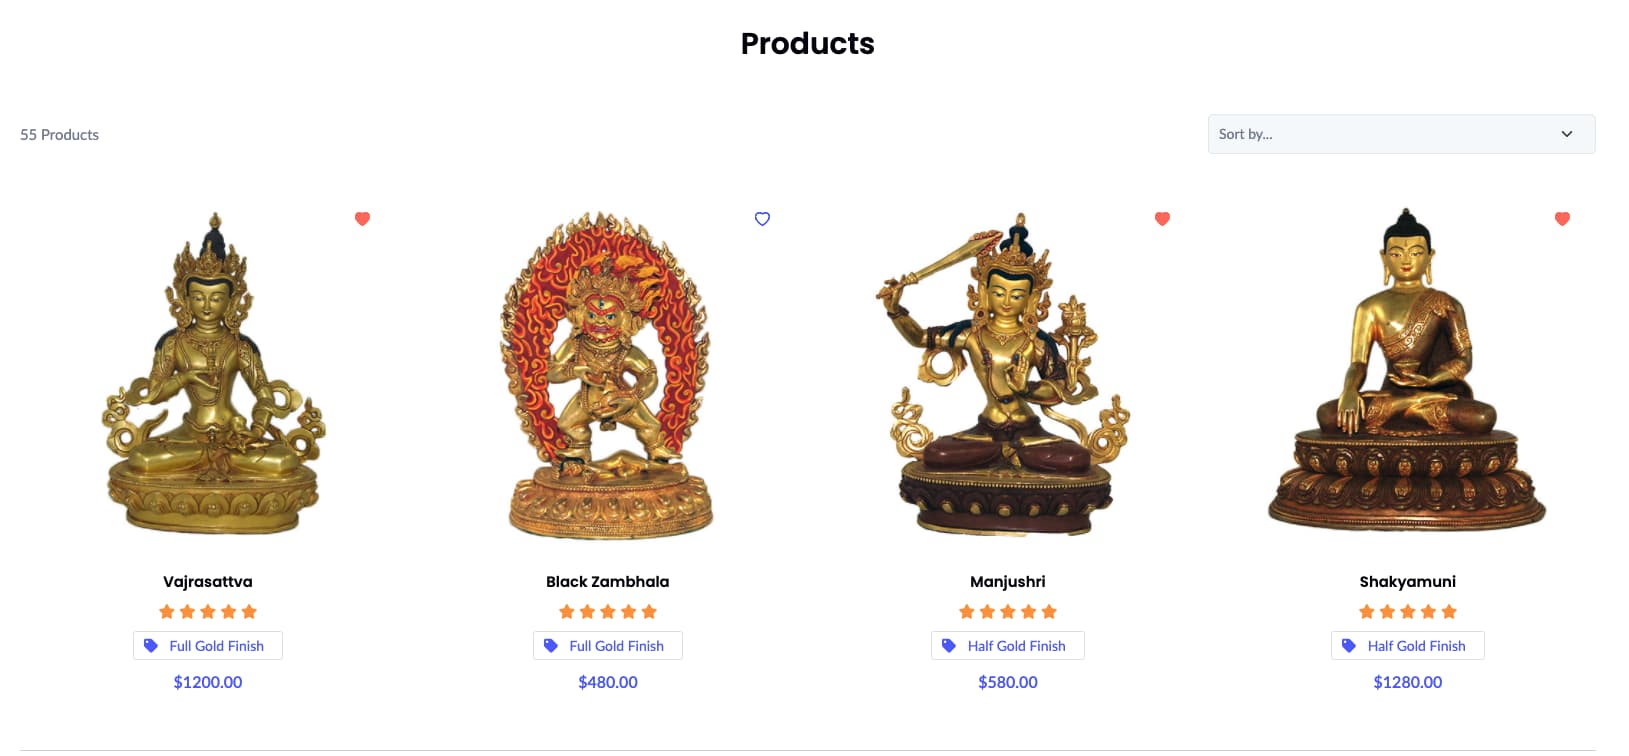 Products
55 Products
Sort by...
Vajrasattva
Full Gold Finish
$1200.00
Black Zambhala
Full Gold Finish
$480.00
Manjushri
Half Gold Finish
$580.00
Shakyamuni
Half Gold Finish
$1280.00